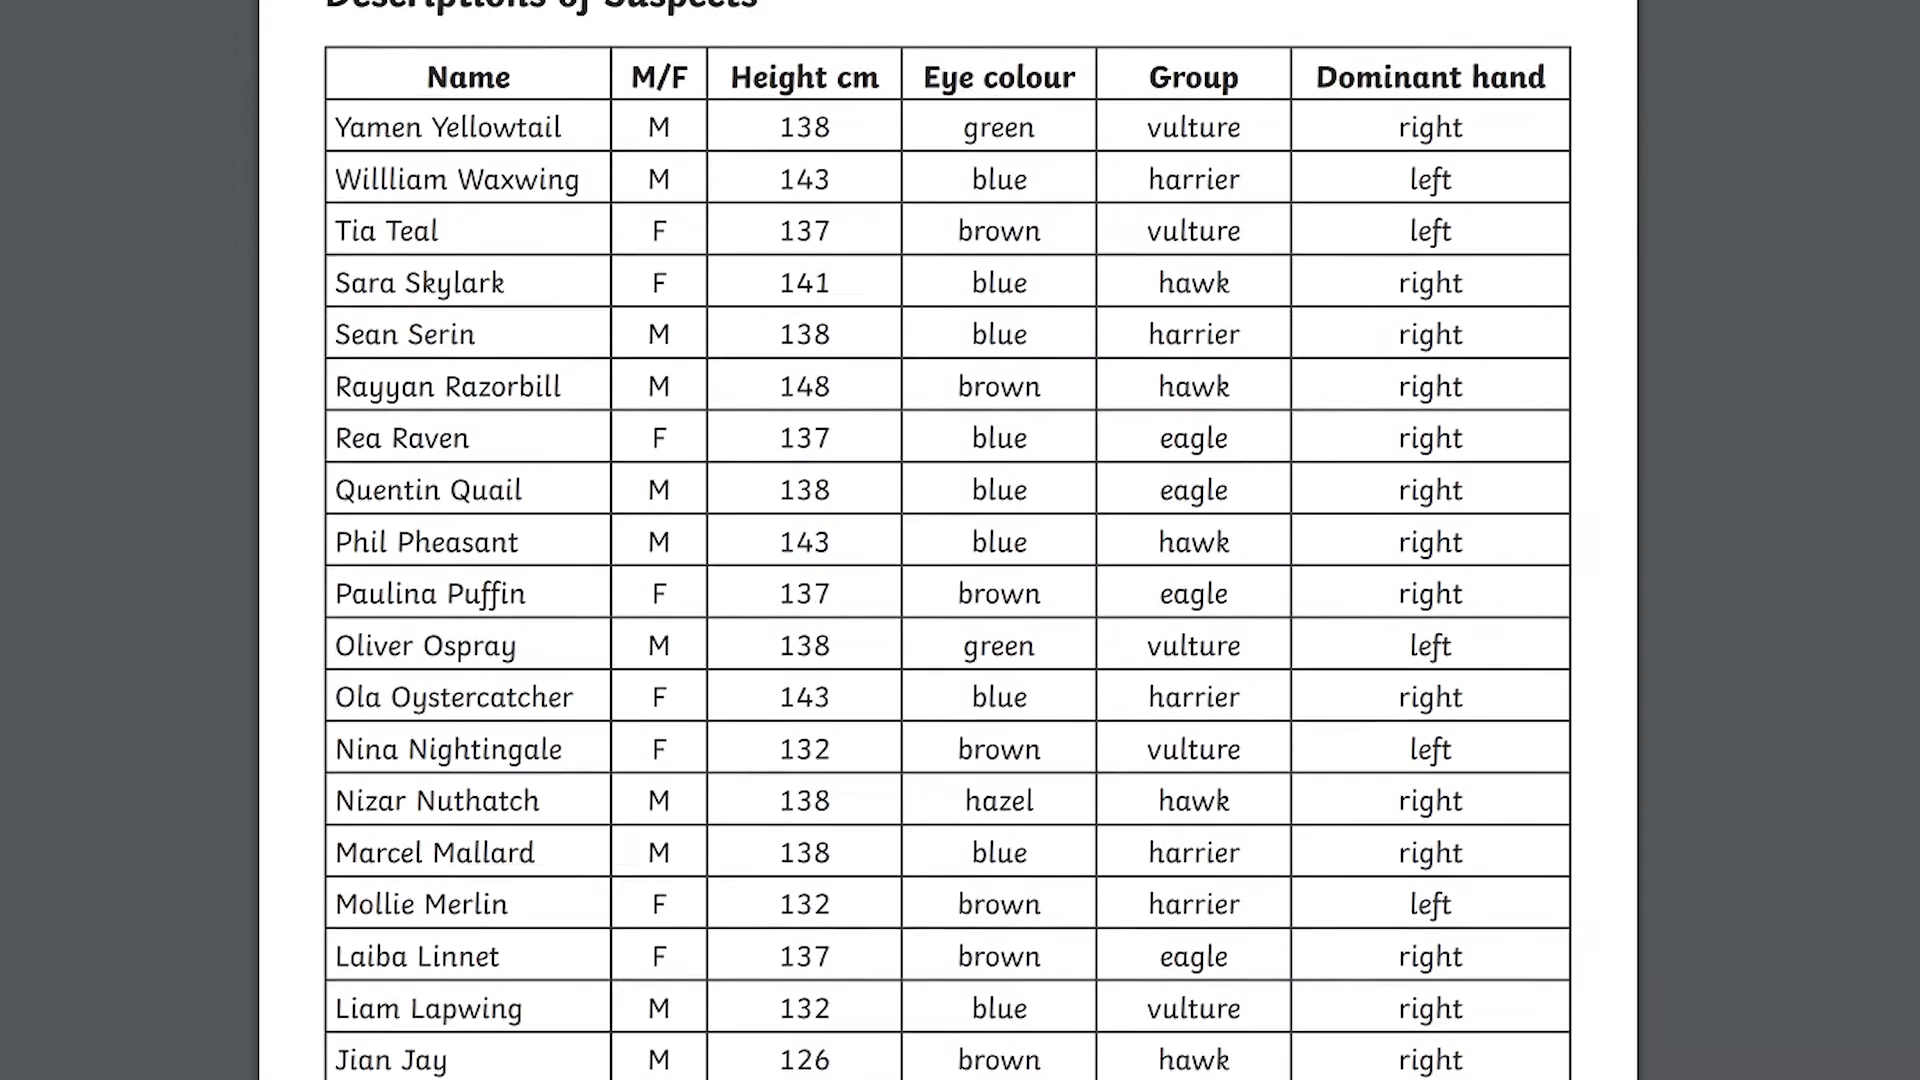 Descriptions of Suspects
Name M/F Height cm Eye colour Group Dominant hand
Yamen Yellowtail M 138 green vulture right
Willliam Waxwing M 143 blue harrier left
Tia Teal F 137 brown vulture left
Sara Skylark F 141 blue hawk right
Sean Serin M 138 blue harrier right
Rayyan Razorbill M 148 brown hawk right
Rea Raven F 137 blue eagle right
Quentin Quail M 138 blue eagle right
Phil Pheasant M 143 blue hawk right
Paulina Puffin F 137 brown eagle right
Oliver Ospray M 138 green vulture left
Ola Oystercatcher F 143 blue harrier right
Nina Nightingale F 132 brown vulture left
Nizar Nuthatch M 138 hazel hawk right
Marcel Mallard M 138 blue harrier right
Mollie Merlin F 132 brown harrier left
Laiba Linnet F 137 brown eagle right
Liam Lapwing M 132 blue vulture right
Jian Jay M 126 brown hawk right